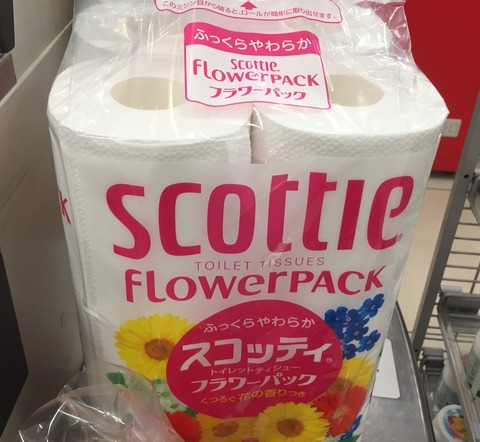 このミシン目から破ると、ロールが簡単に取り出せます。
ふっくらやわらか
scottie®
FLOWERPACK
フラワーパック
scottie®
TOILET TISSUES
FLOWERPACK
ふっくらやわらか
スコッティ®
トイレットティシュー
フラワーパック
くつろぐ花の香りつき